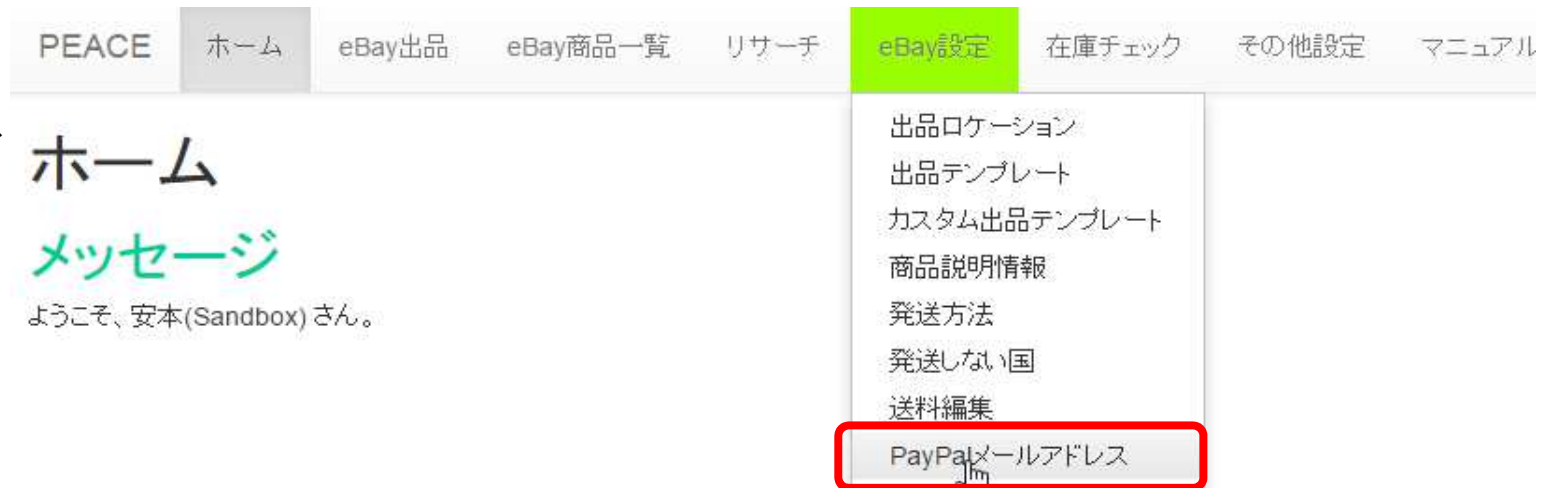 PEACE ホーム eBay出品 eBay商品一覧 リサーチ eBay設定 在庫チェック その他設定 マニュアル
ホーム
メッセージ
ようこそ、安本(Sandbox)さん。
出品ロケーション
出品テンプレート
カスタム出品テンプレート
商品説明情報
発送方法
発送しない国
送料編集
PayPalメールアドレス